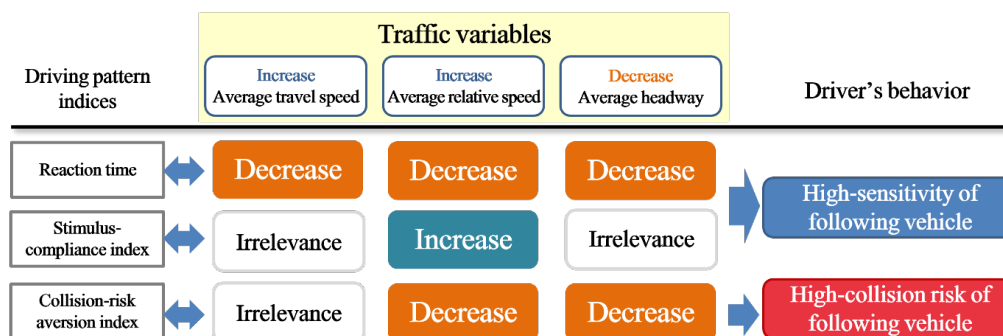 Traffic variables
Driving pattern
indices
Increase
Average travel speed
Increase
Average relative speed
Decrease
Average headway
Driver's behavior
Reaction time
Decrease
Decrease
Decrease
High-sensitivity of
following vehicle
Stimulus-
compliance index
Irrelevance
Increase
Irrelevance
Collision-risk
aversion index
Irrelevance
Decrease
Decrease
High-collision risk of
following vehicle